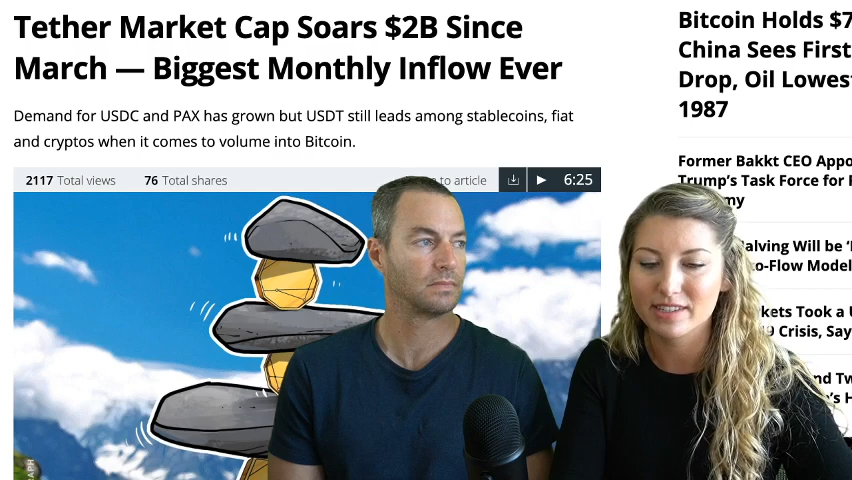 Tether Market Cap Soars $2B Since
March — Biggest Monthly Inflow Ever
Demand for USDC and PAX has grown but USDT still leads among stablecoins, fiat
and cryptos when it comes to volume into Bitcoin.
2117 Total views
76 Total shares
to article
6:25
Bitcoin Holds $7
China Sees First
Drop, Oil Lowest
1987
Former Bakkt CEO Appo
Trump's Task Force for
my
alving Will be
o-Flow Model
kets Took a
9 Crisis, Say
nd Tw
's H